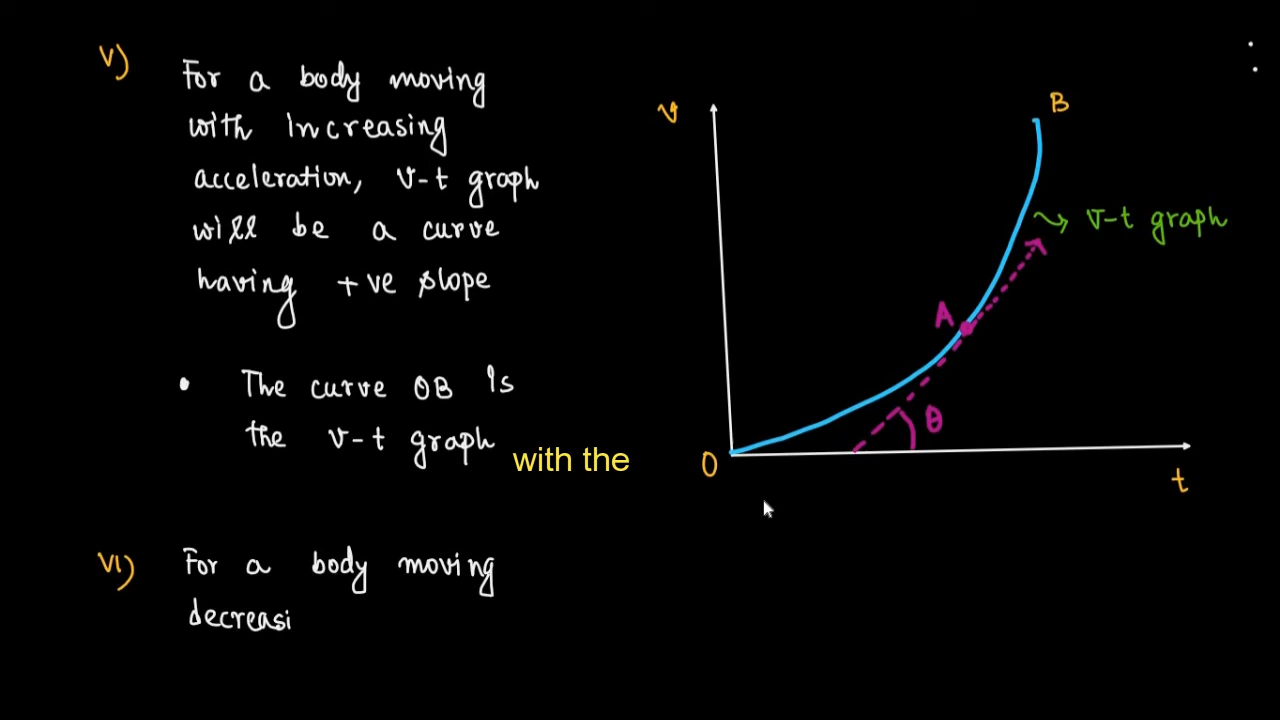 V) For a body moving
with increasing
acceleration, v-t graph
will be a curve
having +ve slope
• The curve OB is
the v-t graph
with the
VI) For a body moving
decreasi
v
B
v-t graph
A
θ
O
t